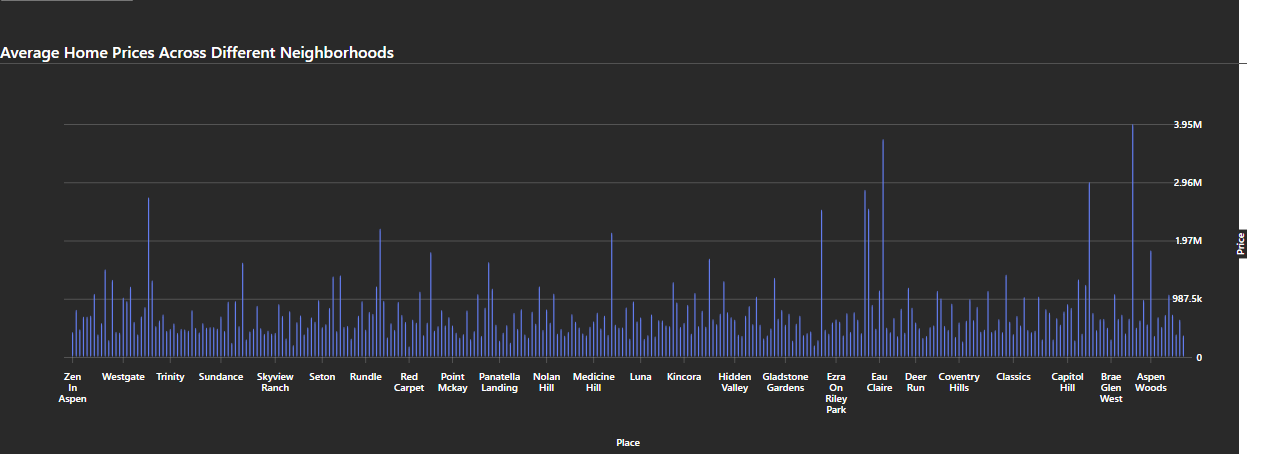 Average Home Prices Across Different Neighborhoods
3.95M
2.96M
1.97M
987.5k
0
Price
Zen
In
Aspen
Westgate
Trinity
Sundance
Skyview
Ranch
Seton
Rundle
Red
Carpet
Point
Mckay
Panatella
Landing
Nolan
Hill
Medicine
Hill
Luna
Kincora
Hidden
Valley
Gladstone
Gardens
Ezra
On
Riley
Park
Eau
Claire
Deer
Run
Coventry
Hills
Classics
Capitol
Hill
Brae
Glen
West
Aspen
Woods
Place